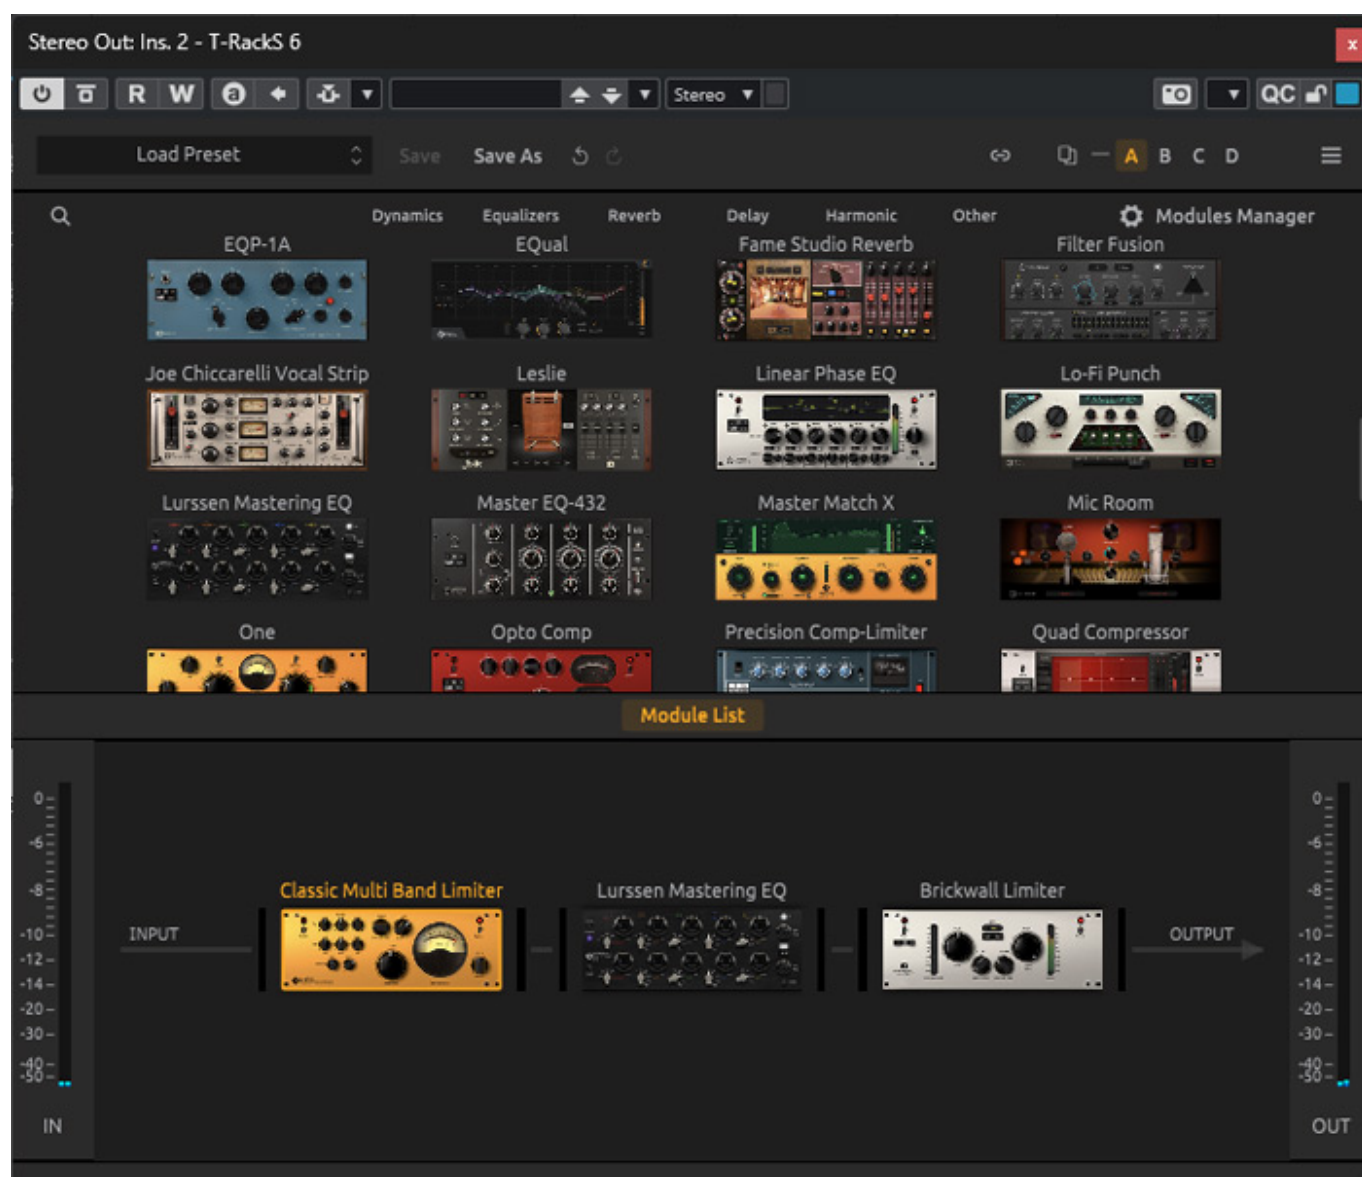 Stereo Out: Ins. 2 - T-RackS 6
x
R W a Stereo QC
Load Preset Save Save As A B C D
Dynamics Equalizers Reverb Delay Harmonic Other Modules Manager
EQP-1A EQual Fame Studio Reverb Filter Fusion
Joe Chiccarelli Vocal Strip Leslie Linear Phase EQ Lo-Fi Punch
Lurssen Mastering EQ Master EQ-432 Master Match X Mic Room
One Opto Comp Precision Comp-Limiter Quad Compressor
Module List
0 0
-6 -6
-8 Classic Multi Band Limiter Lurssen Mastering EQ Brickwall Limiter -8
-10 INPUT OUTPUT -10
-12 -12
-14 -14
-20 -20
-30 -30
-40 -40
-50 -50
IN OUT